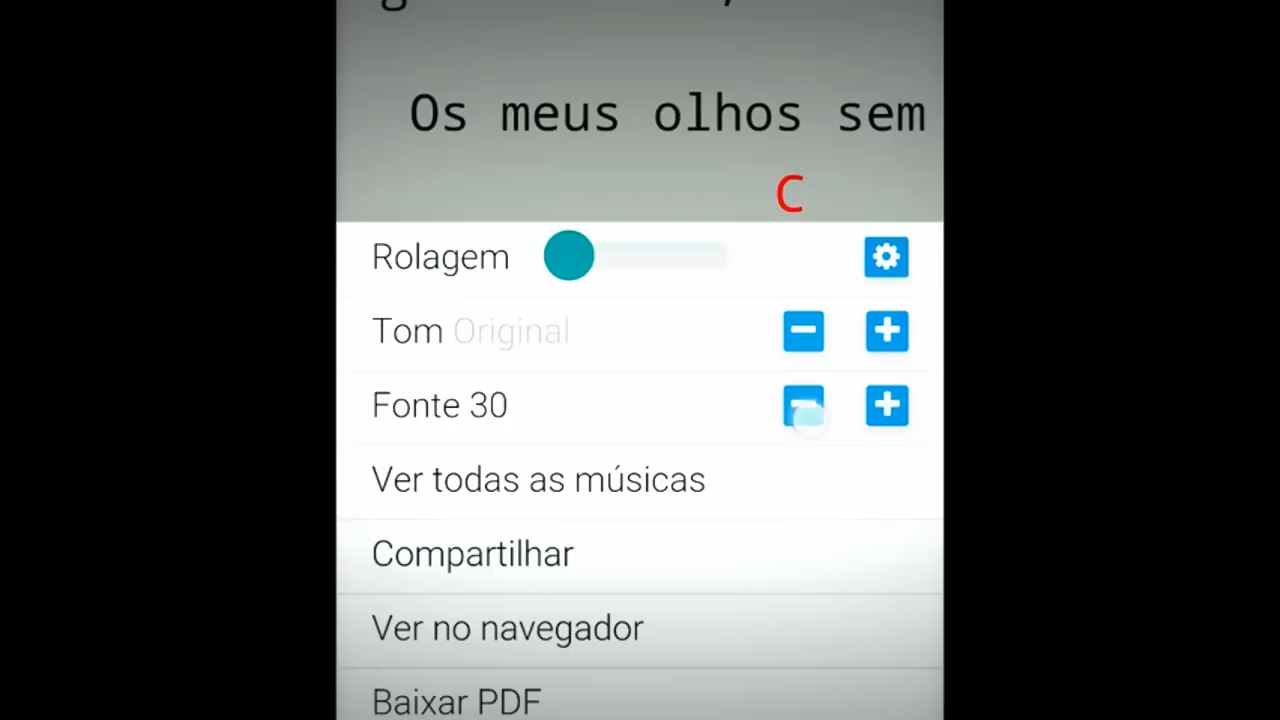 Os meus olhos sem
C
Rolagem
Tom Original
Fonte 30
Ver todas as músicas
Compartilhar
Ver no navegador
Baixar PDF